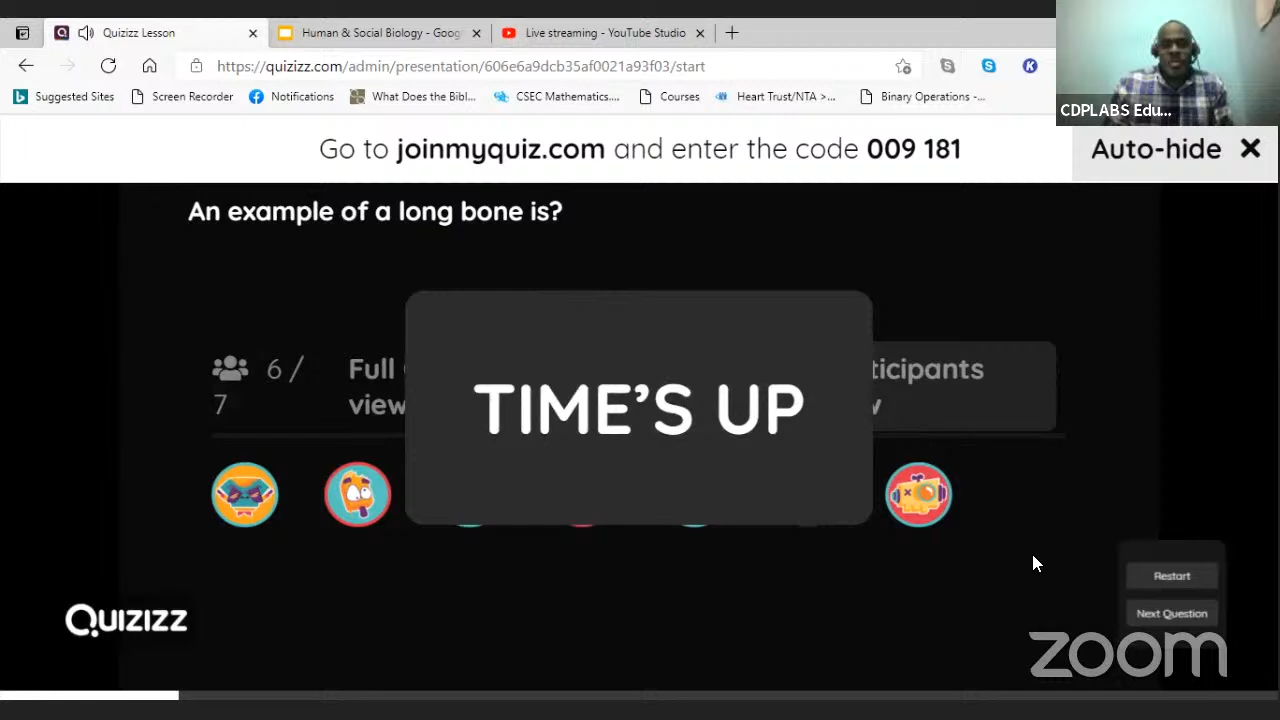 Quizizz Lesson
Human & Social Biology - Goog
Live streaming - YouTube Studio
https://quizizz.com/admin/presentation/606e6a9dcb35af0021a93f03/start
Suggested Sites
Screen Recorder
Notifications
What Does the Bibl...
CSEC Mathematics....
Courses
Heart Trust/NTA >...
Binary Operations -...
CDPLABS Edu...
Go to joinmyquiz.com and enter the code 009 181
Auto-hide
An example of a long bone is?
6 /
7
Full
view
ticipants
TIME'S UP
Restart
Next Question
Quizizz
zoom